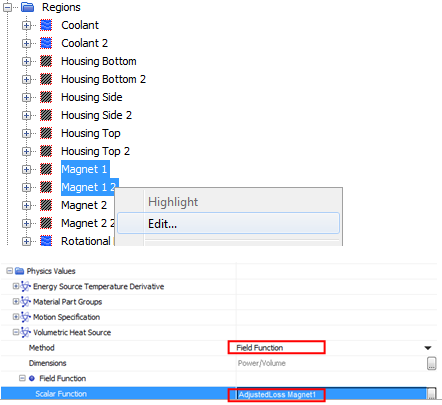 Regions
Coolant
Coolant 2
Housing Bottom
Housing Bottom 2
Housing Side
Housing Side 2
Housing Top
Housing Top 2
Magnet 1
Magnet 1 2
Highlight
Magnet 2
Edit...
Magnet 2 2
Rotational
Physics Values
Energy Source Temperature Derivative
Material Part Groups
Motion Specification
Volumetric Heat Source
Method Field Function
Dimensions Power/Volume
Field Function
Scalar Function AdjustedLoss Magnet1